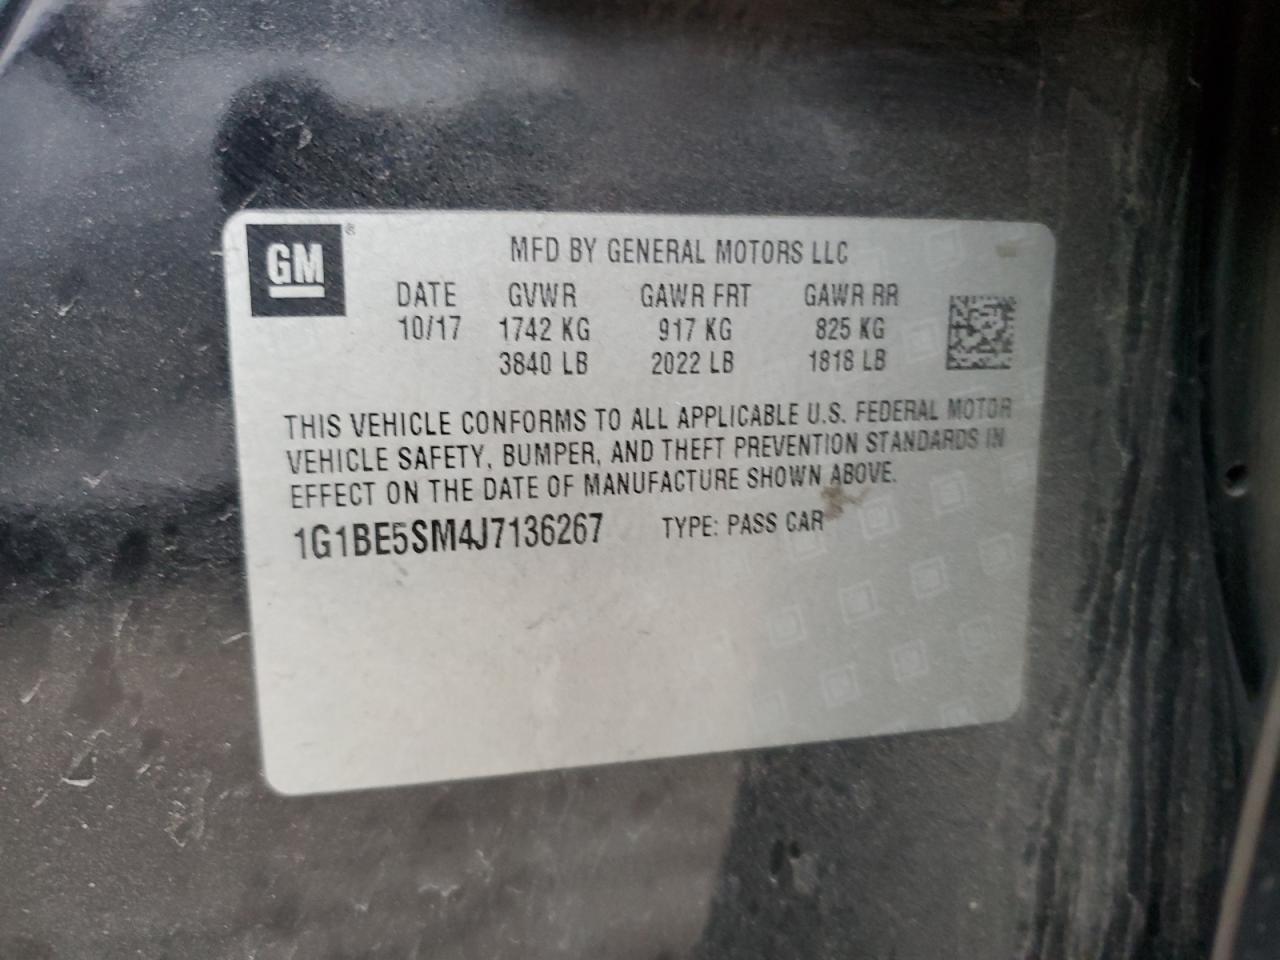 GM®
MFD BY GENERAL MOTORS LLC
DATE GVWR GAWR FRT GAWR RR
10/17 1742 KG 917 KG 825 KG
3840 LB 2022 LB 1818 LB
THIS VEHICLE CONFORMS TO ALL APPLICABLE U.S. FEDERAL MOTOR
VEHICLE SAFETY, BUMPER, AND THEFT PREVENTION STANDARDS IN
EFFECT ON THE DATE OF MANUFACTURE SHOWN ABOVE.
1G1BE5SM4J7136267 TYPE: PASS CAR